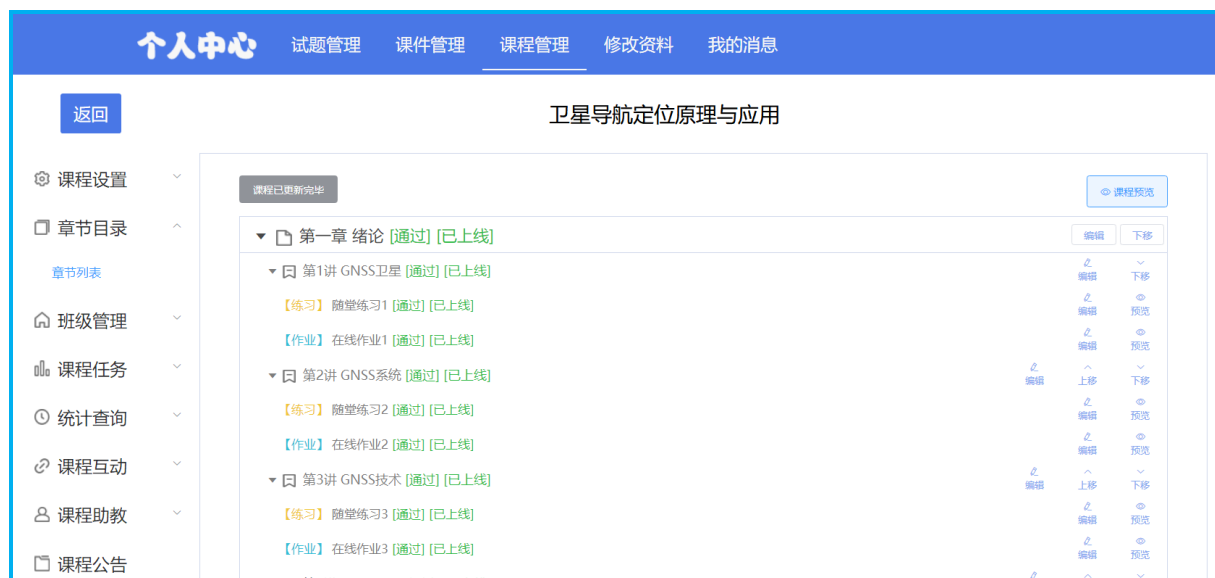 个人中心 试题管理 课件管理 课程管理 修改资料 我的消息
返回 卫星导航定位原理与应用
课程设置
章节目录
章节列表
班级管理
课程任务
统计查询
课程互动
课程助教
课程公告
课程已更新完毕 课程预览
第一章 绪论 [通过] [已上线] 编辑 下移
第1讲 GNSS卫星 [通过] [已上线] 编辑 下移
【练习】 随堂练习1 [通过] [已上线] 编辑 预览
【作业】 在线作业1 [通过] [已上线] 编辑 预览
第2讲 GNSS系统 [通过] [已上线] 编辑 上移 下移
【练习】 随堂练习2 [通过] [已上线] 编辑 预览
【作业】 在线作业2 [通过] [已上线] 编辑 预览
第3讲 GNSS技术 [通过] [已上线] 编辑 上移 下移
【练习】 随堂练习3 [通过] [已上线] 编辑 预览
【作业】 在线作业3 [通过] [已上线] 编辑 预览